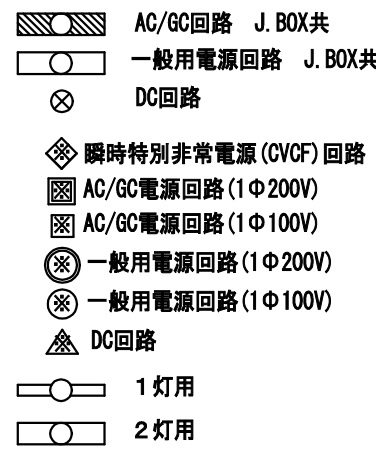 AC/GC回路 J.BOX共
一般用電源回路 J.BOX共
DC回路
瞬時特別非常電源(CVCF)回路
AC/GC電源回路(1Φ200V)
AC/GC電源回路(1Φ100V)
一般用電源回路(1Φ200V)
一般用電源回路(1Φ100V)
DC回路
1灯用
2灯用